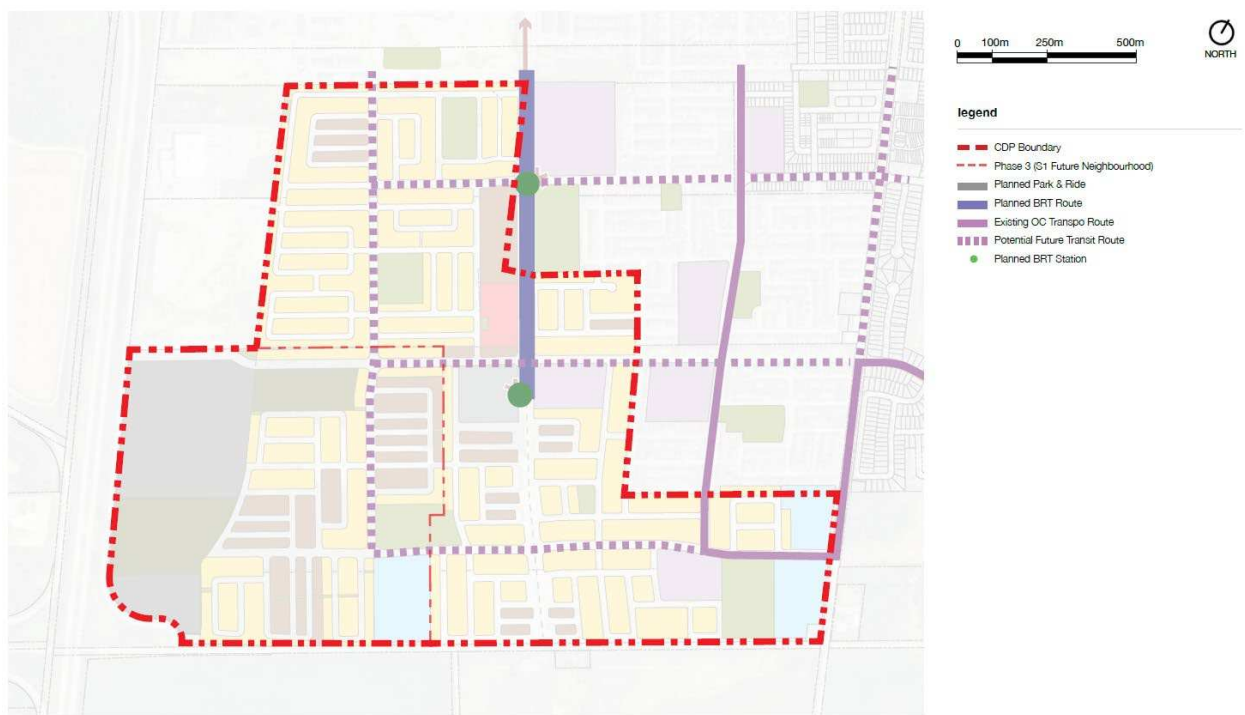 0 100m 250m 500m
NORTH
legend
CDP Boundary
Phase 3 (S1 Future Neighbourhood)
Planned Park & Ride
Planned BRT Route
Existing OC Transpo Route
Potential Future Transit Route
Planned BRT Station